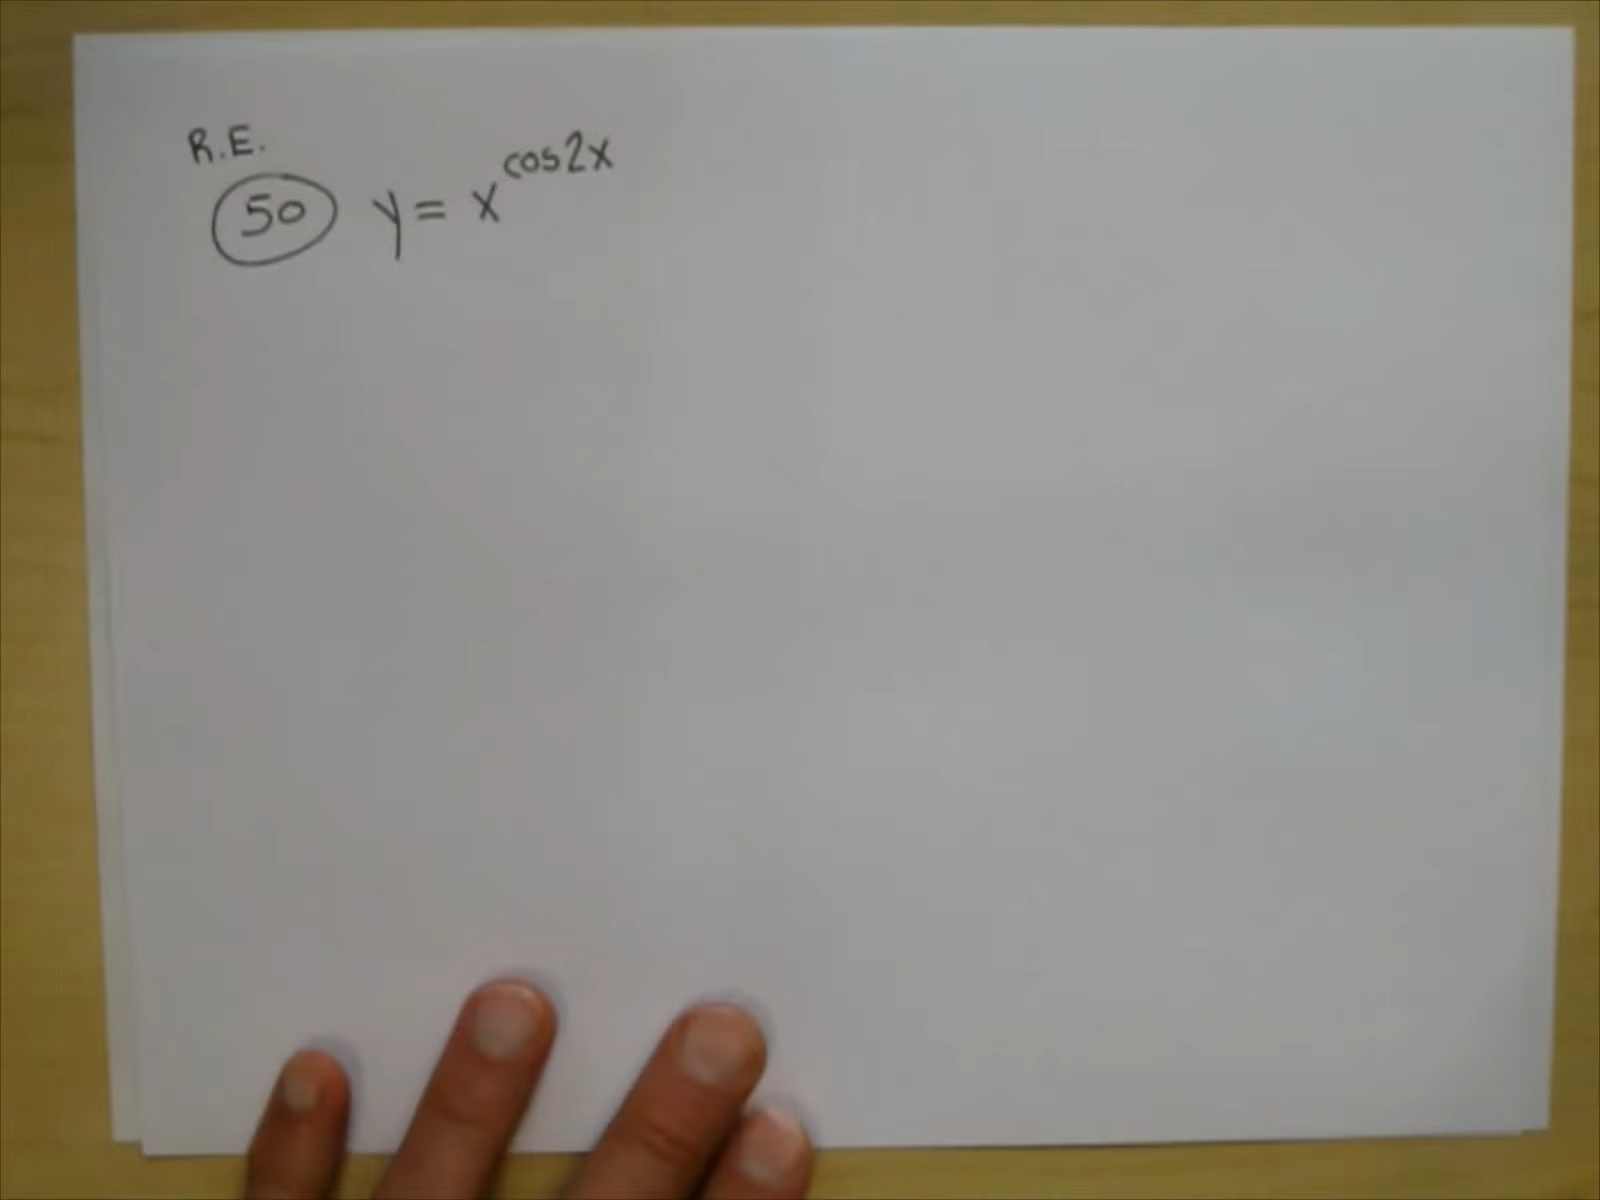 R.E.
50 y = x^cos2x